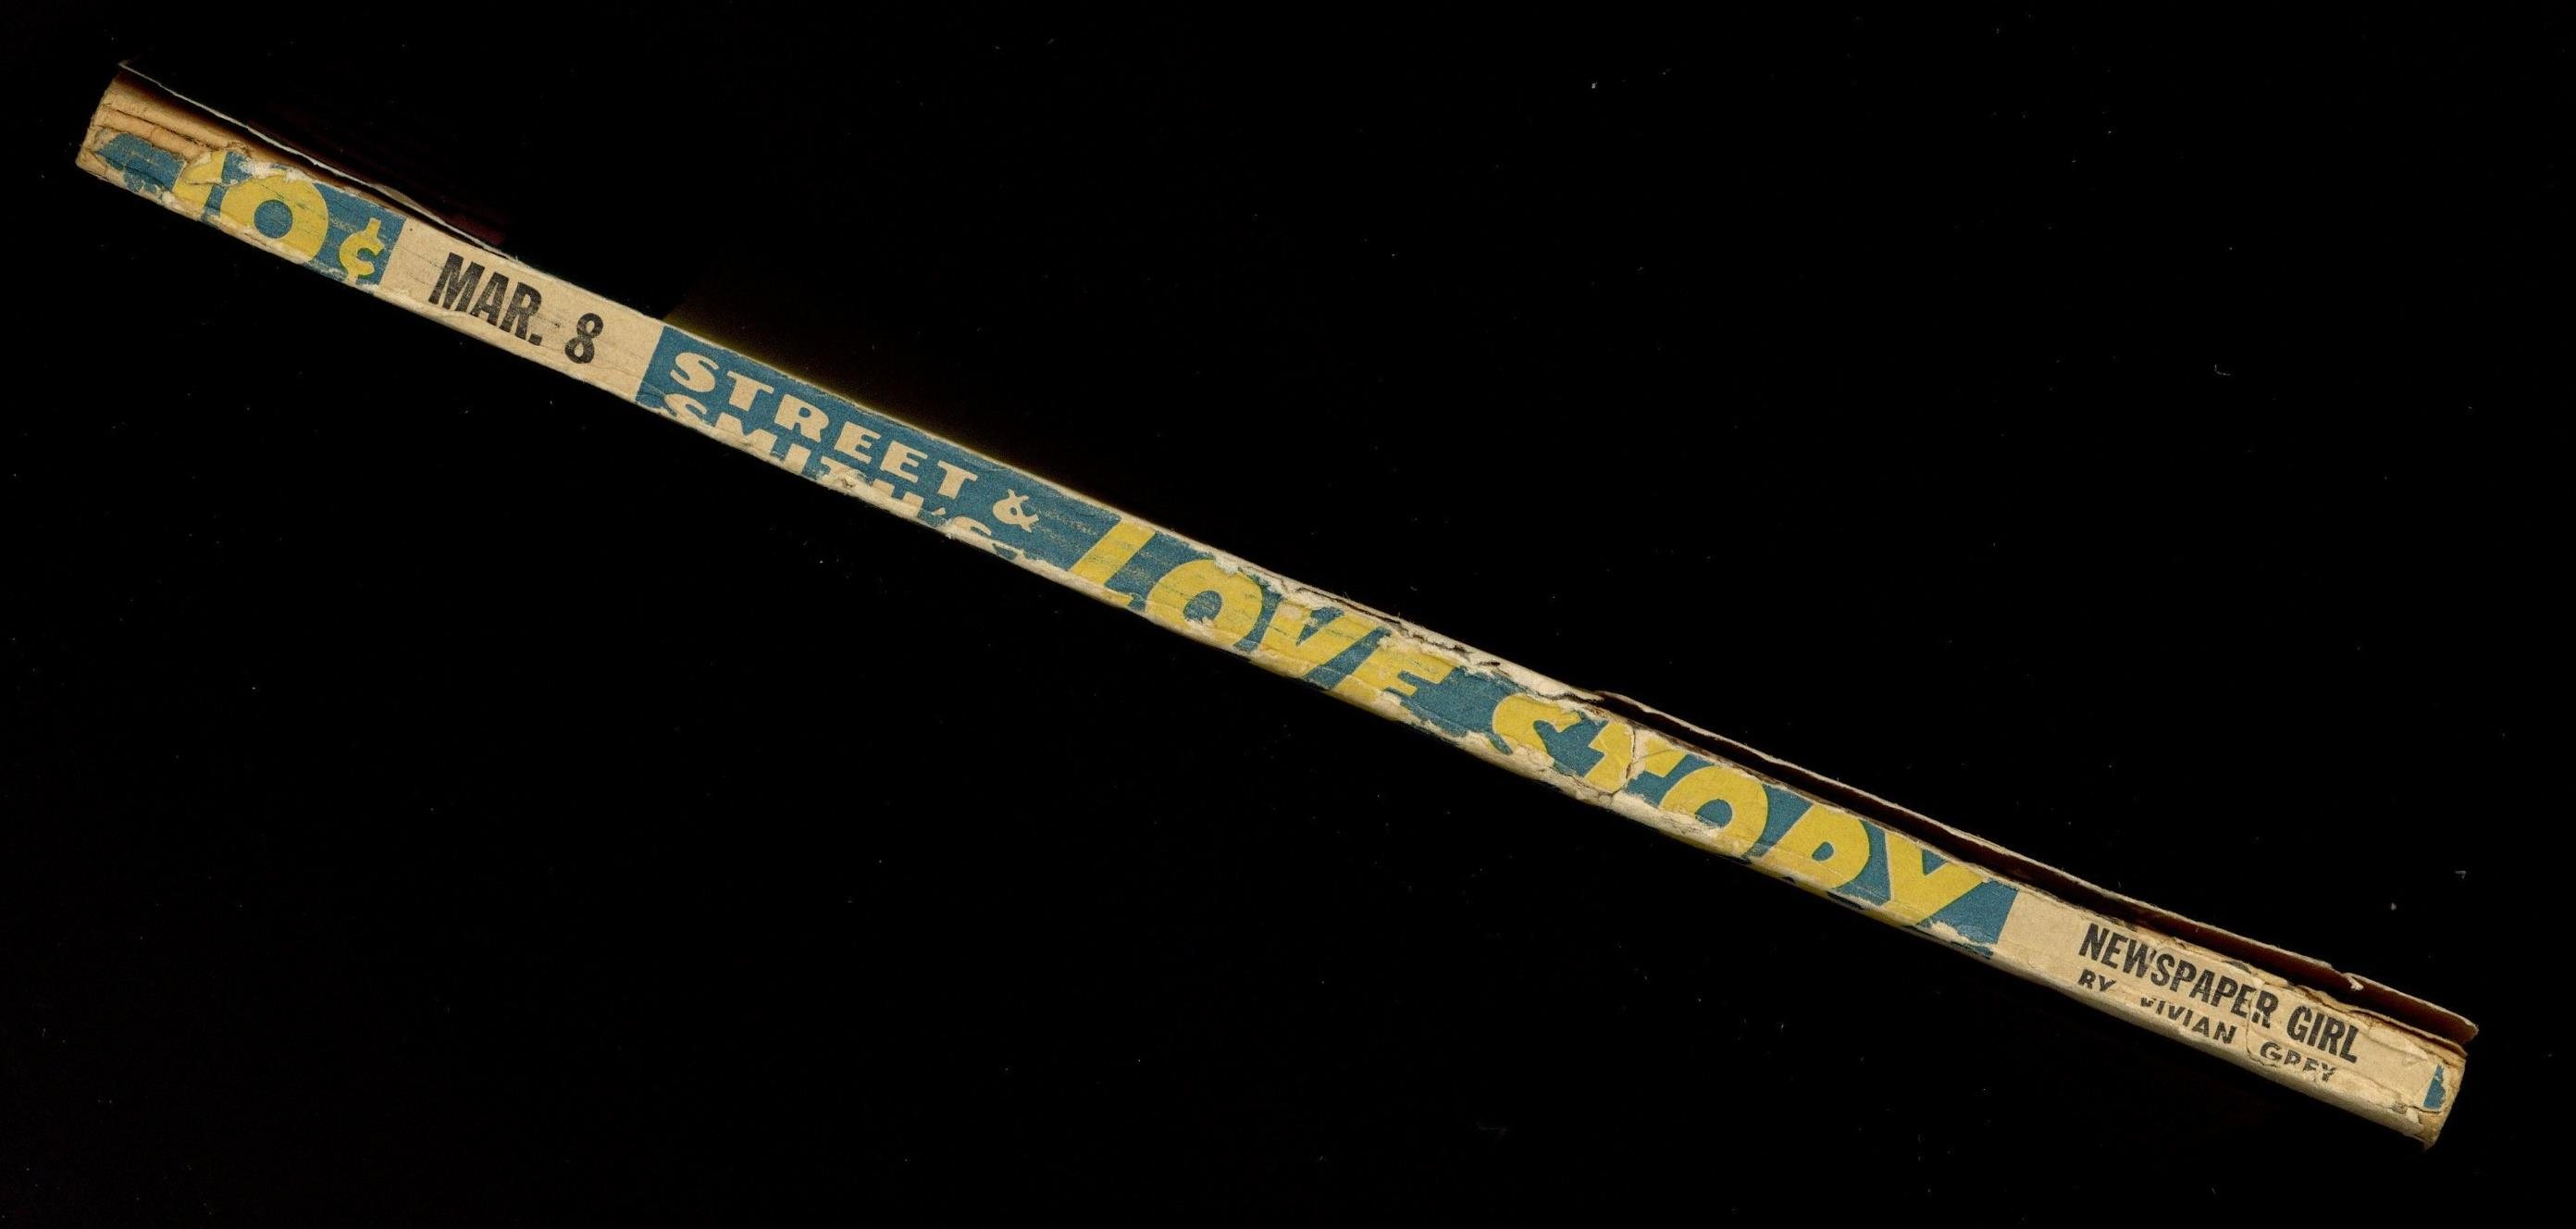 10¢
MAR. 8
STREET &
SMITH'S
LOVE STORY
NEWSPAPER GIRL
BY VIVIAN GREY